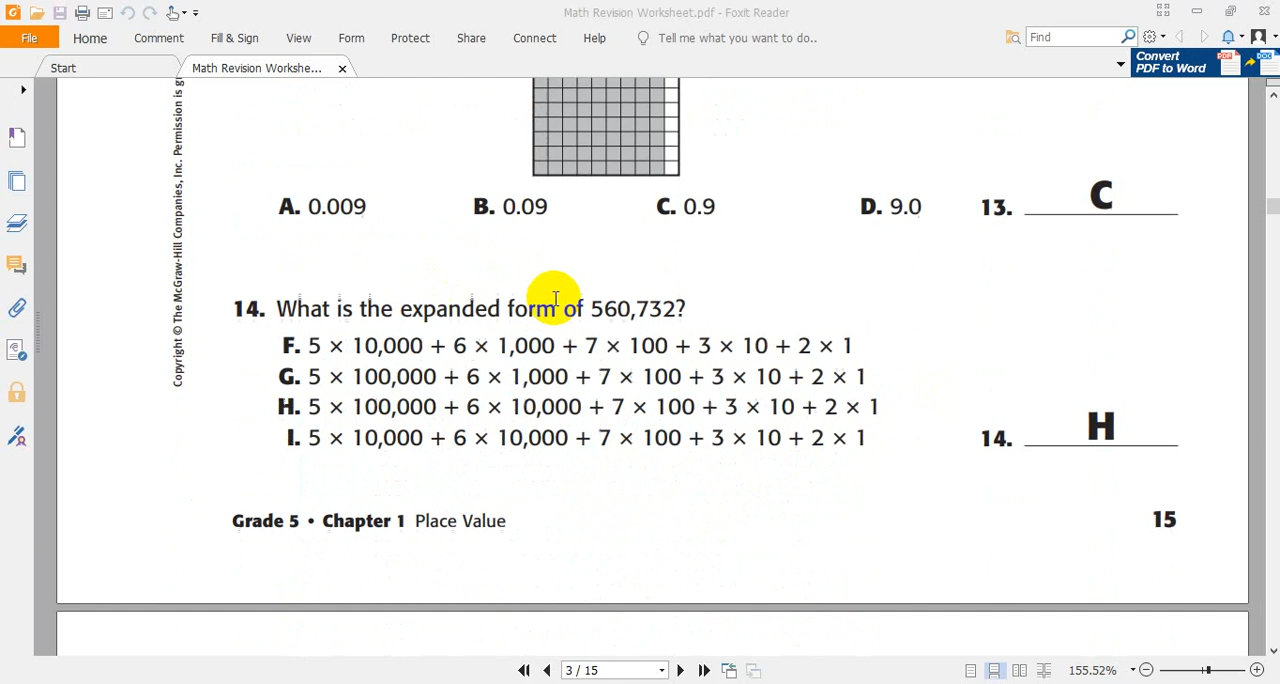 Math Revision Worksheet.pdf - Foxit Reader
File Home Comment Fill & Sign View Form Protect Share Connect Help Tell me what you want to do.. Find
Start Math Revision Workshe... Convert
PDF to Word
Copyright © The McGraw-Hill Companies, Inc. Permission is g
A. 0.009 B. 0.09 C. 0.9 D. 9.0 13. C
14. What is the expanded form of 560,732?
F. 5 × 10,000 + 6 × 1,000 + 7 × 100 + 3 × 10 + 2 × 1
G. 5 × 100,000 + 6 × 1,000 + 7 × 100 + 3 × 10 + 2 × 1
H. 5 × 100,000 + 6 × 10,000 + 7 × 100 + 3 × 10 + 2 × 1
I. 5 × 10,000 + 6 × 10,000 + 7 × 100 + 3 × 10 + 2 × 1
14. H
Grade 5 • Chapter 1 Place Value 15
3 / 15 155.52%